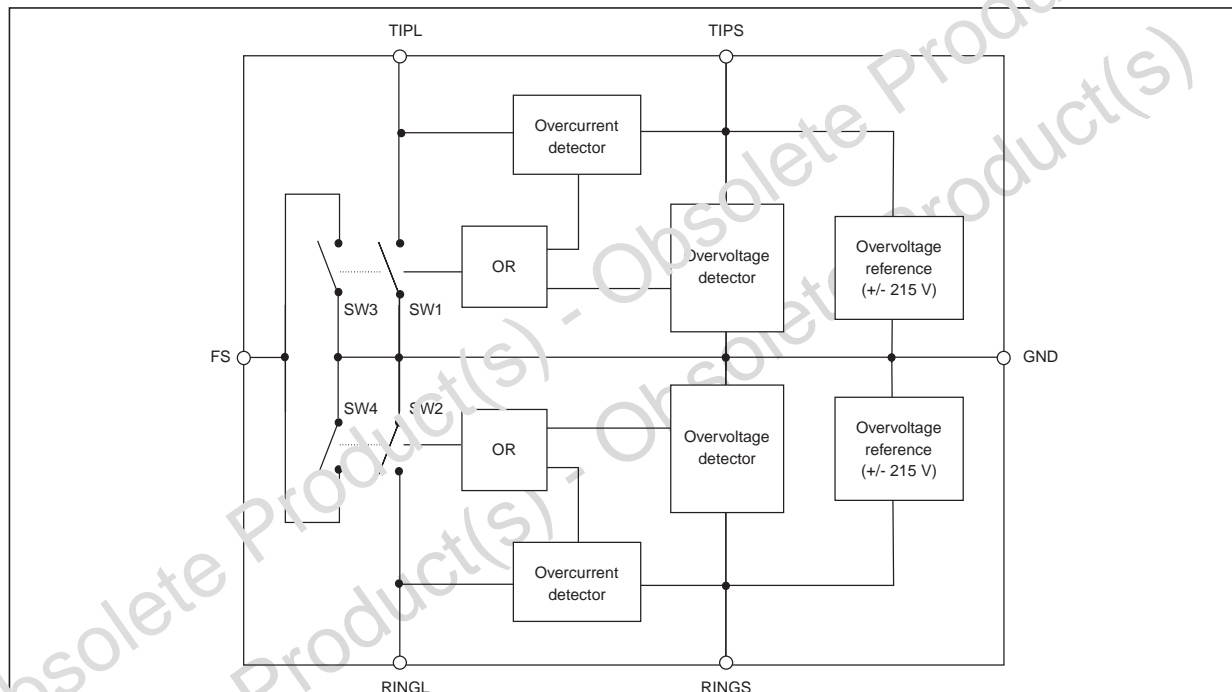 TIPL
TIPS
Overcurrent
detector
OR
Overvoltage
detector
Overvoltage
reference
(+/- 215 V)
SW3
SW1
FS
GND
SW4
SW2
OR
Overvoltage
detector
Overvoltage
reference
(+/- 215 V)
Overcurrent
detector
RINGL
RINGS
Obsolete Product(s) - Obsolete Product(s)
Obsolete Product(s) - Obsolete Product(s)